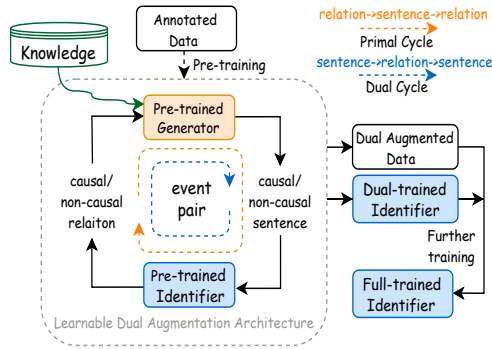 Knowledge
Annotated
Data
Pre-training
relation->sentence->relation
Primal Cycle
sentence->relation->sentence
Dual Cycle
Pre-trained
Generator
causal/
non-causal
relaiton
event
pair
causal/
non-causal
sentence
Pre-trained
Identifier
Learnable Dual Augmentation Architecture
Dual Augmented
Data
Dual-trained
Identifier
Further
training
Full-trained
Identifier